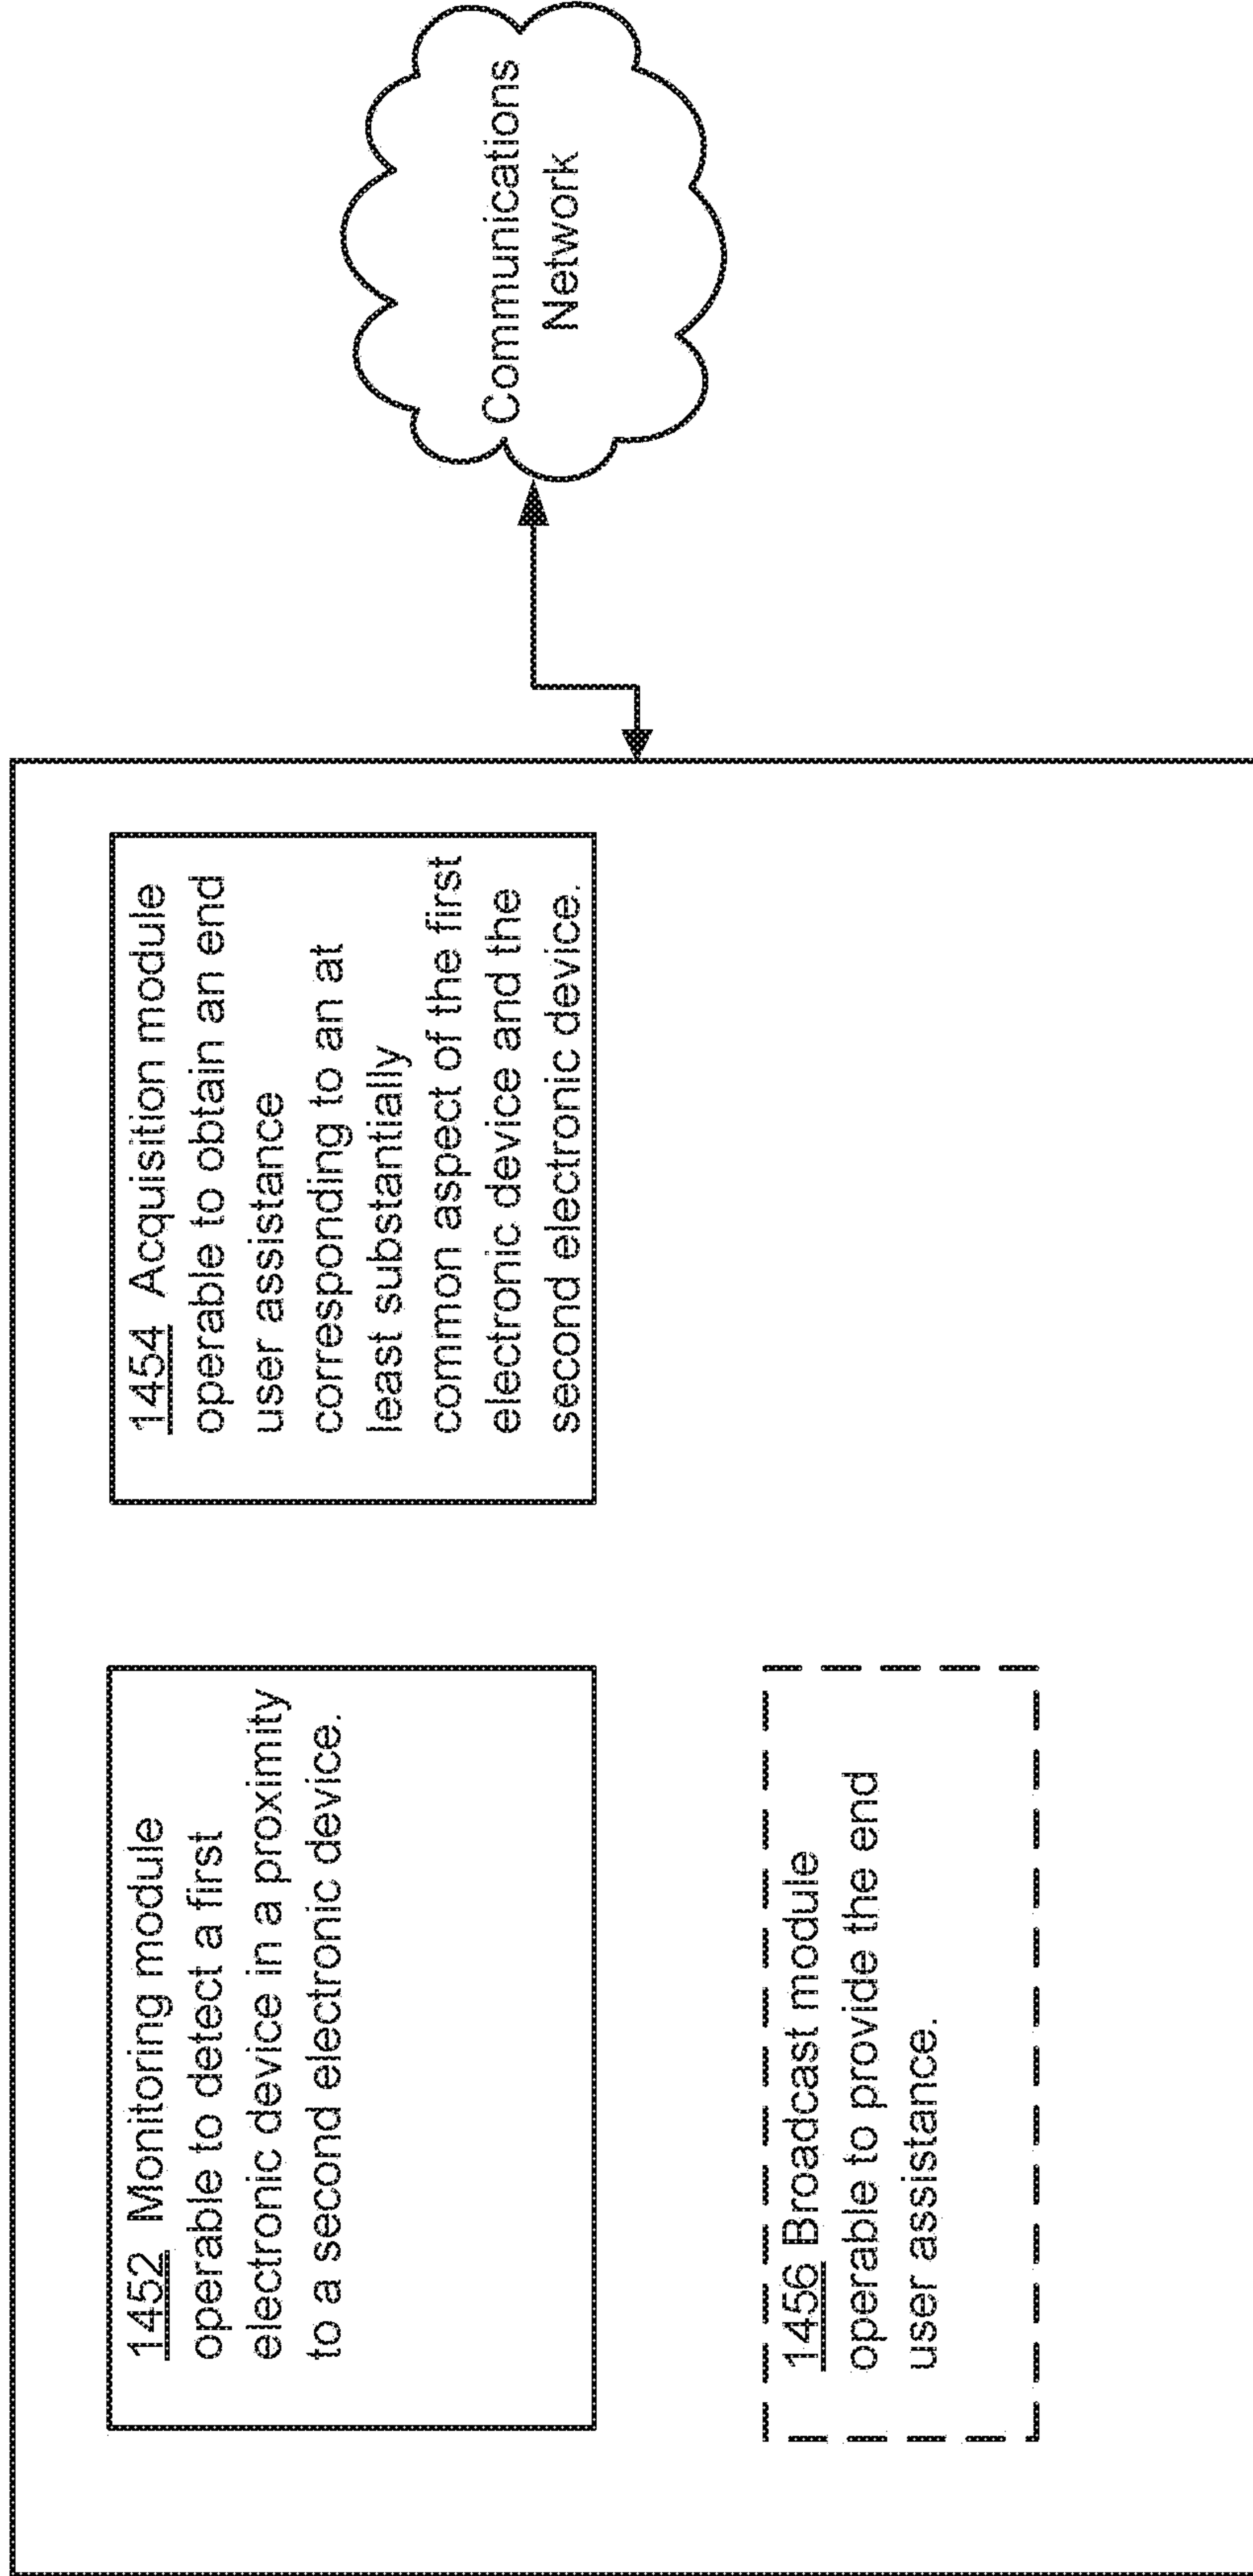 1452 Monitoring module
operable to detect a first
electronic device in a proximity
to a second electronic device.
1454 Acquisition module
operable to obtain an end
user assistance
corresponding to an at
least substantially
common aspect of the first
electronic device and the
second electronic device.
1456 Broadcast module
operable to provide the end
user assistance.
Communications
Network